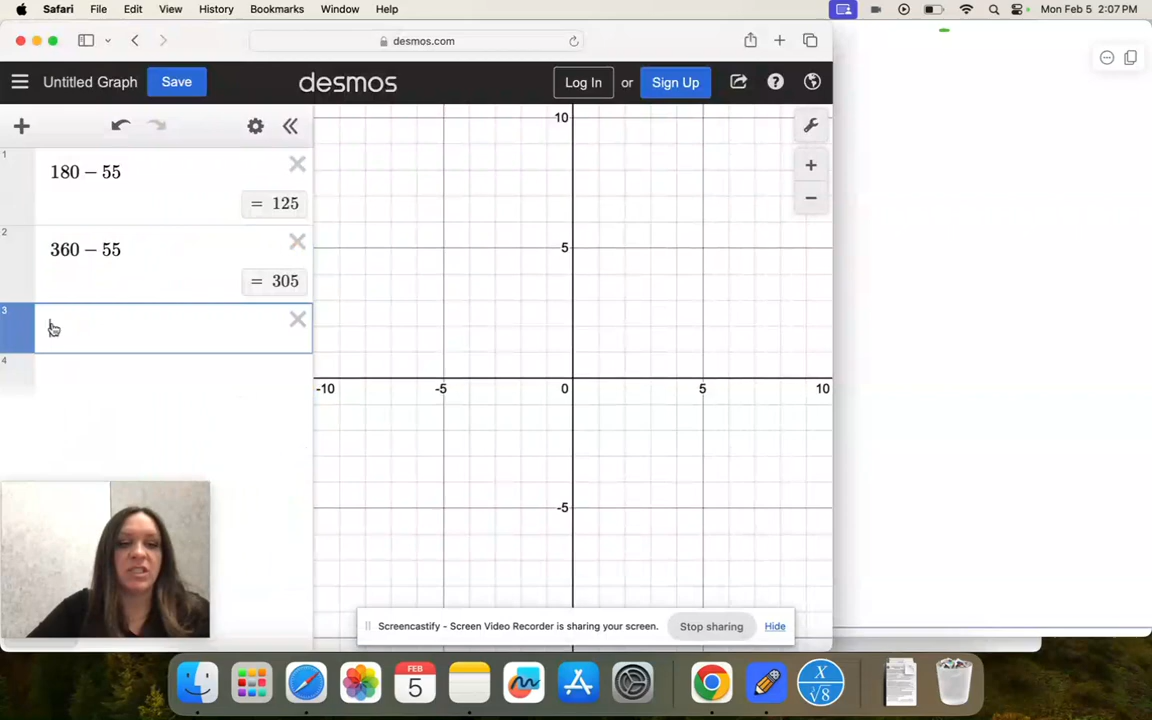 Safari File Edit View History Bookmarks Window Help Mon Feb 5 2:07 PM
desmos.com
Untitled Graph Save desmos Log In or Sign Up
1
180 − 55
= 125
2
360 − 55
= 305
3
4
10
5
-10 -5 0 5 10
-5
Screencastify - Screen Video Recorder is sharing your screen. Stop sharing Hide
FEB
5
X
√8